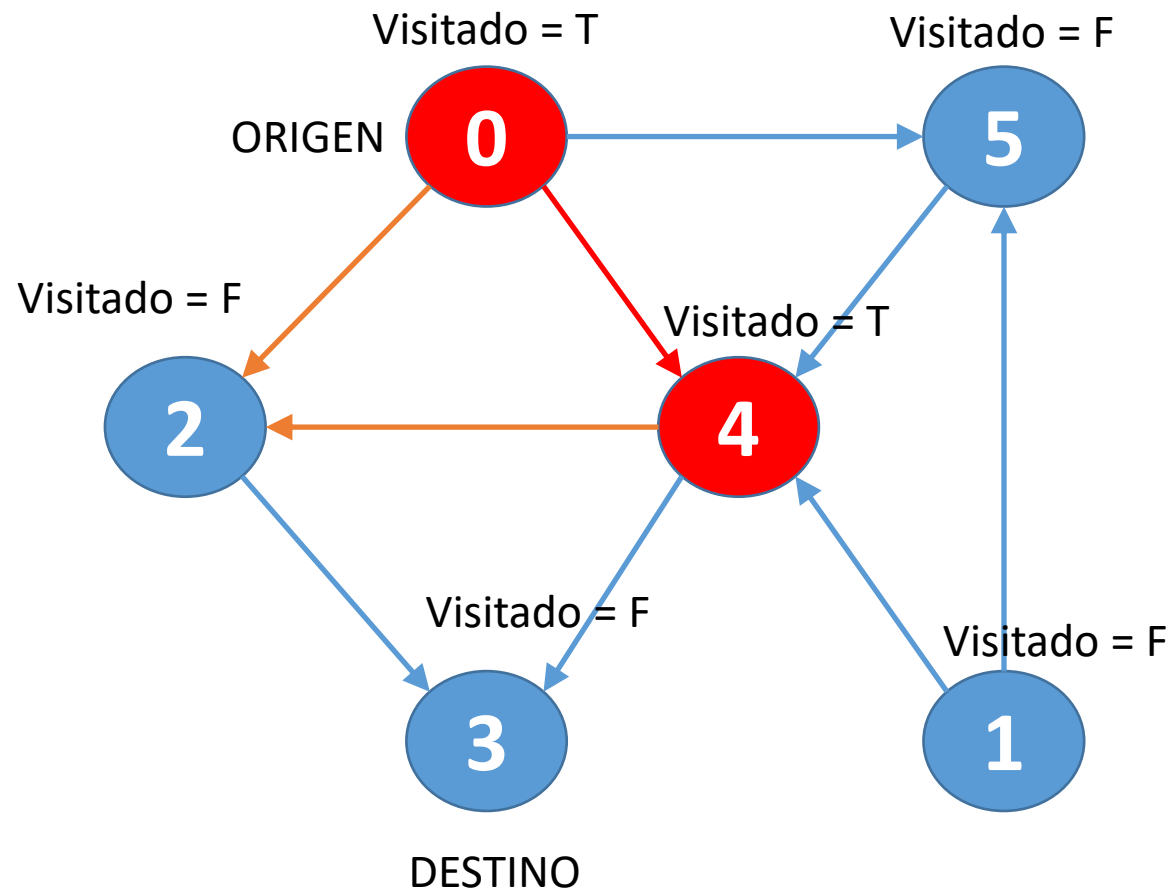 Visitado = T
Visitado = F
ORIGEN
0
5
Visitado = F
Visitado = T
2
4
Visitado = F
Visitado = F
3
1
DESTINO